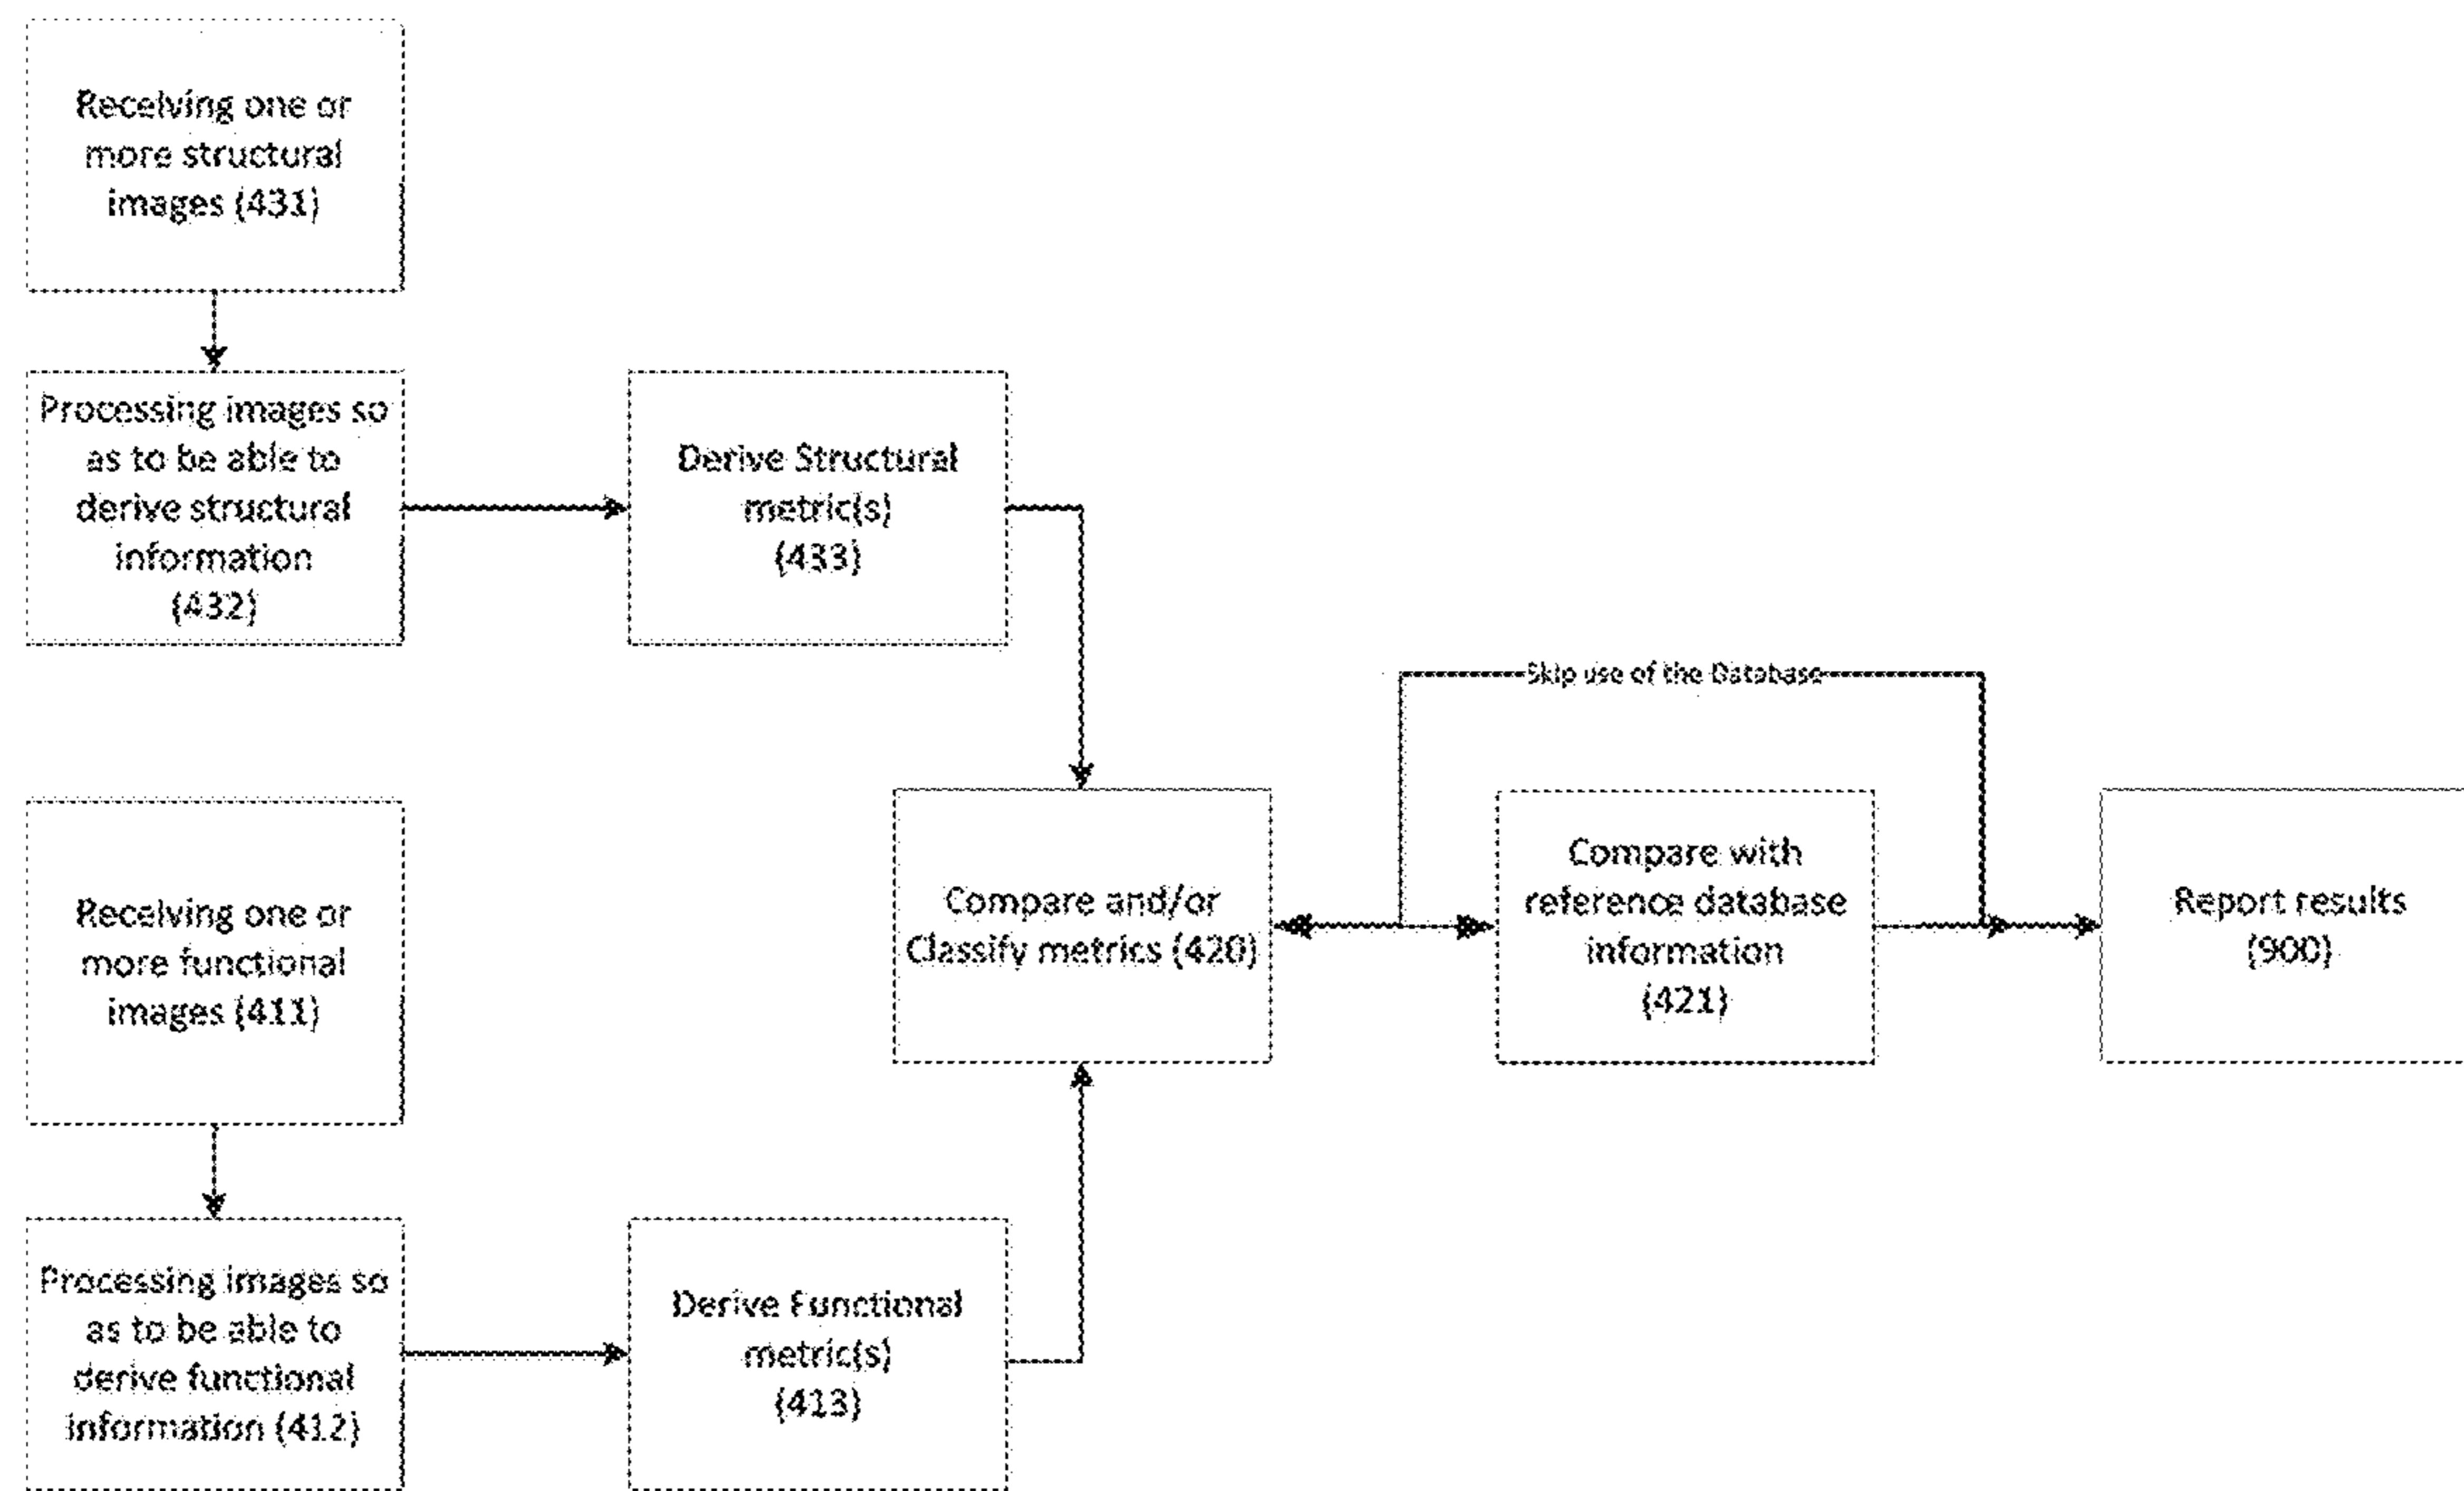 Receiving one or
more structural
images (431)
Processing images so
as to be able to
derive structural
information
(432)
Derive Structural
metric(s)
(433)
Skip use of the Database
Receiving one or
more functional
images (411)
Compare and/or
Classify metrics (420)
Compare with
reference database
information
(421)
Report results
(900)
Processing images so
as to be able to
derive functional
information (412)
Derive Functional
metric(s)
(413)